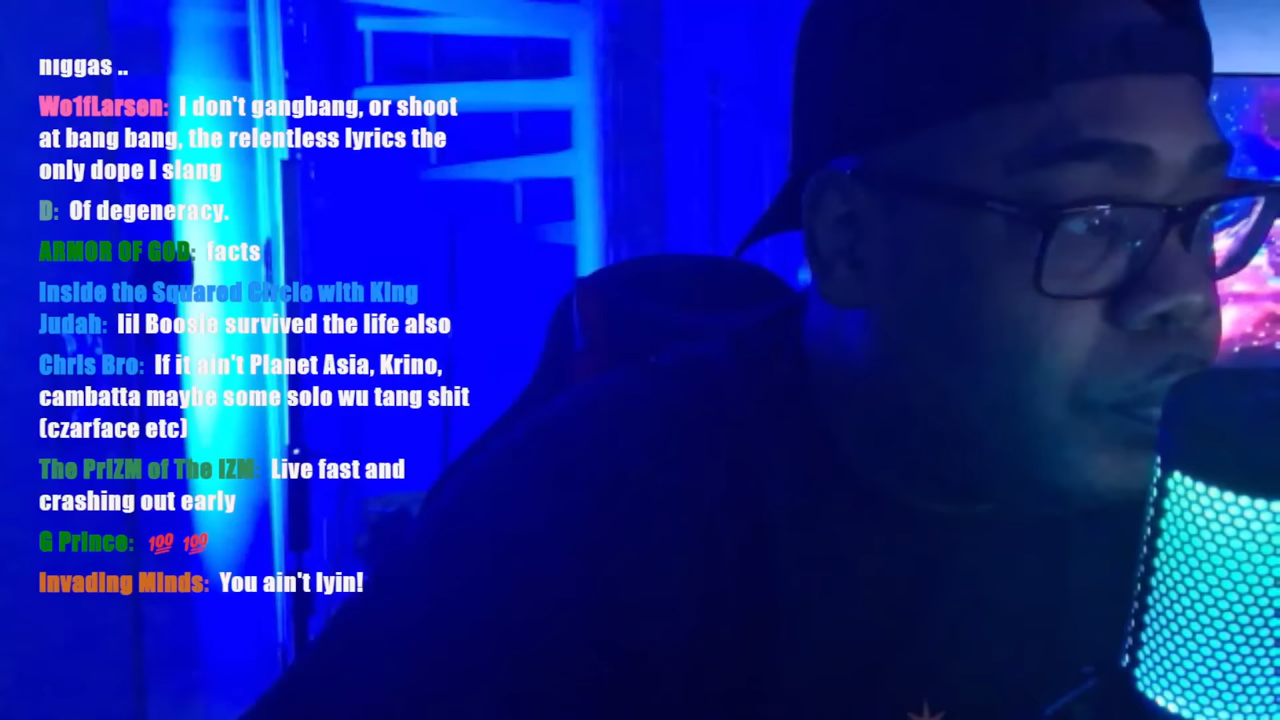 niggas ..
Wo1fLarsen: I don't gangbang, or shoot
at bang bang, the relentless lyrics the
only dope I slang
D: Of degeneracy.
ARMOR OF GOD: facts
Inside the Squared Circle with King
Judah: lil Boosie survived the life also
Chris Bro: If it ain't Planet Asia, Krino,
cambatta maybe some solo wu tang shit
(czarface etc)
The PrIZM of The IZM: Live fast and
crashing out early
G Prince: 💯 💯
Invading Minds: You ain't lyin!